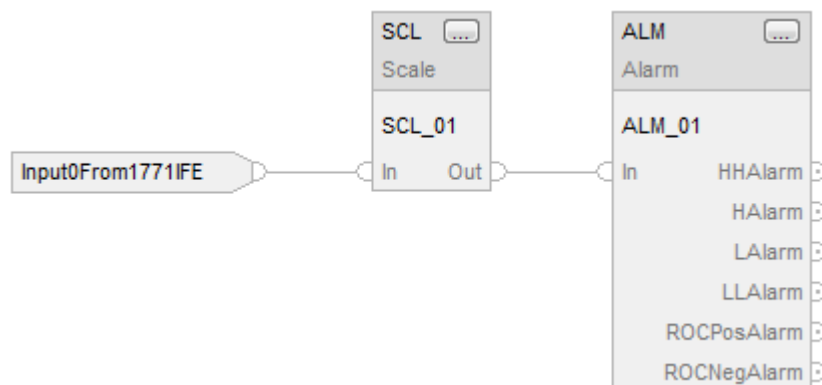 SCL ...
Scale
SCL_01
Input0From1771IFE
In Out
ALM ...
Alarm
ALM_01
In HHAlarm
HAlarm
LAlarm
LLAlarm
ROCPosAlarm
ROCNegAlarm